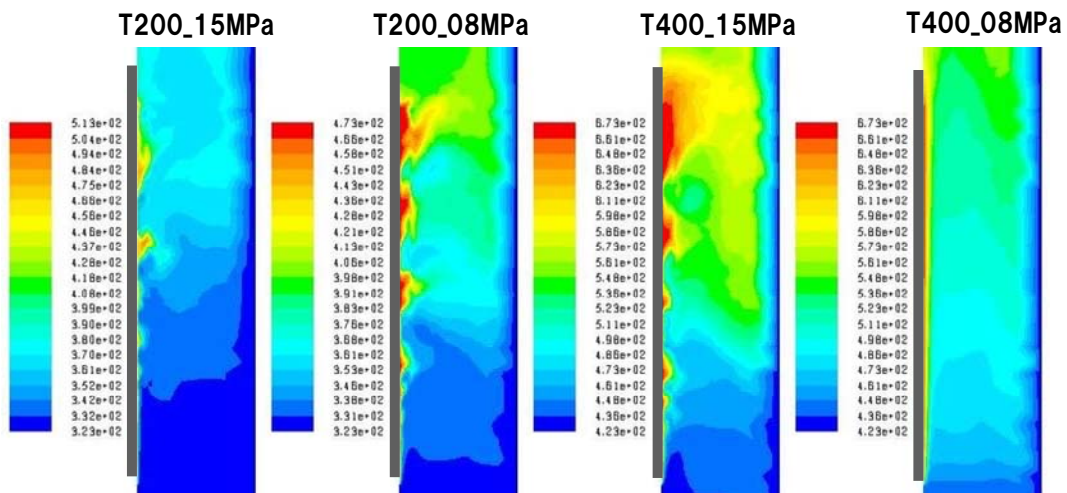 T200_15MPa
5.13e+02
5.04e+02
4.94e+02
4.84e+02
4.75e+02
4.66e+02
4.56e+02
4.46e+02
4.37e+02
4.28e+02
4.18e+02
4.08e+02
3.99e+02
3.90e+02
3.80e+02
3.70e+02
3.61e+02
3.52e+02
3.42e+02
3.32e+02
3.23e+02
T200_08MPa
4.73e+02
4.66e+02
4.58e+02
4.51e+02
4.43e+02
4.36e+02
4.28e+02
4.21e+02
4.13e+02
4.06e+02
3.98e+02
3.91e+02
3.83e+02
3.76e+02
3.68e+02
3.61e+02
3.53e+02
3.46e+02
3.38e+02
3.31e+02
3.23e+02
T400_15MPa
6.73e+02
6.61e+02
6.48e+02
6.36e+02
6.23e+02
6.11e+02
5.98e+02
5.86e+02
5.73e+02
5.61e+02
5.48e+02
5.36e+02
5.23e+02
5.11e+02
4.98e+02
4.86e+02
4.73e+02
4.61e+02
4.48e+02
4.36e+02
4.23e+02
T400_08MPa
6.73e+02
6.61e+02
6.48e+02
6.36e+02
6.23e+02
6.11e+02
5.98e+02
5.86e+02
5.73e+02
5.61e+02
5.48e+02
5.36e+02
5.23e+02
5.11e+02
4.98e+02
4.86e+02
4.73e+02
4.61e+02
4.48e+02
4.36e+02
4.23e+02